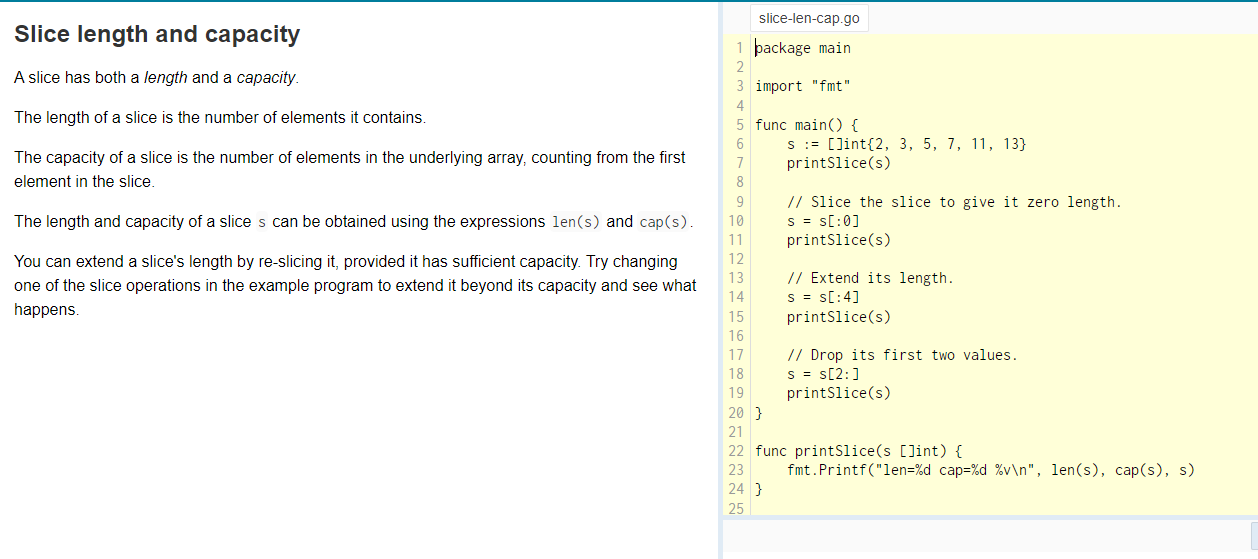 Slice length and capacity
A slice has both a length and a capacity.
The length of a slice is the number of elements it contains.
The capacity of a slice is the number of elements in the underlying array, counting from the first
element in the slice.
The length and capacity of a slice s can be obtained using the expressions len(s) and cap(s).
You can extend a slice's length by re-slicing it, provided it has sufficient capacity. Try changing
one of the slice operations in the example program to extend it beyond its capacity and see what
happens.
slice-len-cap.go
1 package main
2
3 import "fmt"
4
5 func main() {
6     s := []int{2, 3, 5, 7, 11, 13}
7     printSlice(s)
8
9     // Slice the slice to give it zero length.
10     s = s[:0]
11     printSlice(s)
12
13     // Extend its length.
14     s = s[:4]
15     printSlice(s)
16
17     // Drop its first two values.
18     s = s[2:]
19     printSlice(s)
20 }
21
22 func printSlice(s []int) {
23     fmt.Printf("len=%d cap=%d %v\n", len(s), cap(s), s)
24 }
25